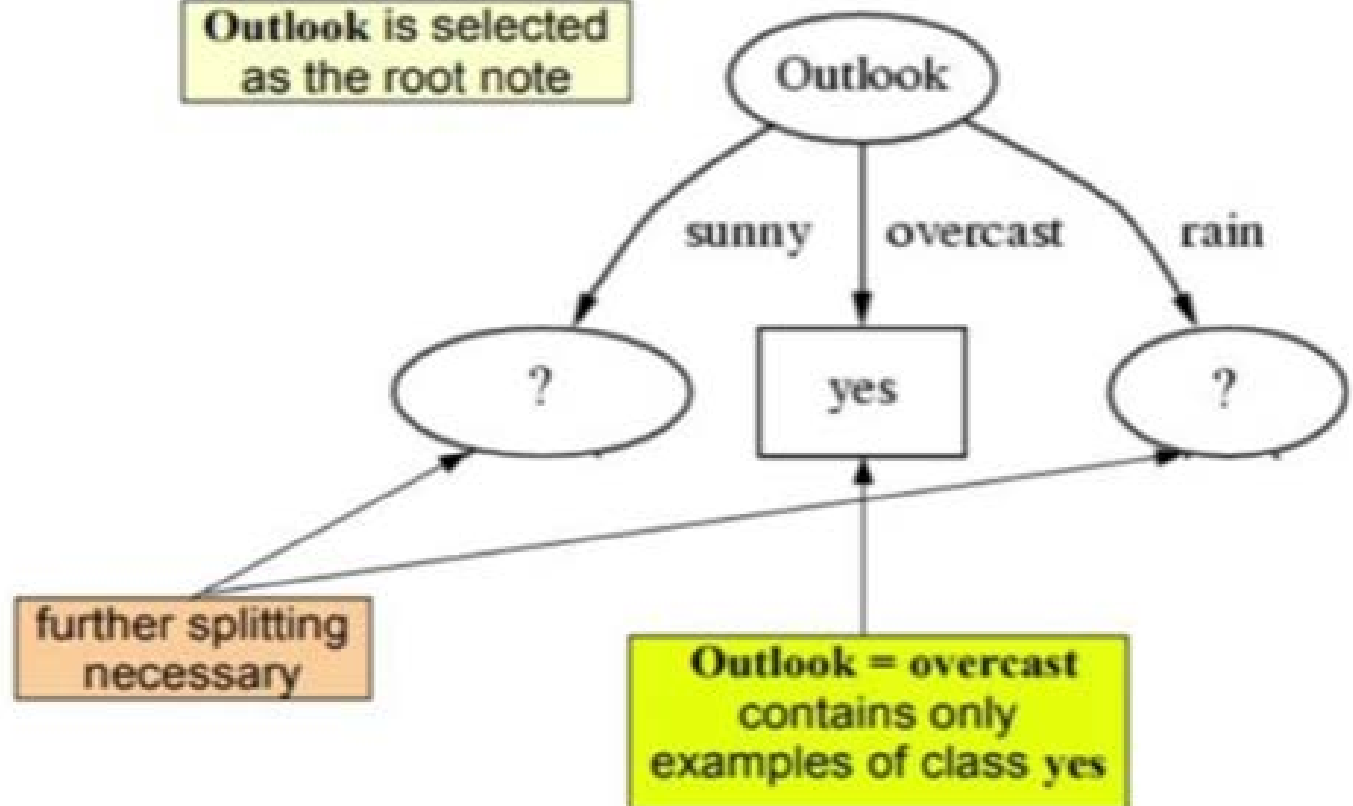 Outlook is selected
as the root note
Outlook
sunny
overcast
rain
?
yes
?
further splitting
necessary
Outlook = overcast
contains only
examples of class yes